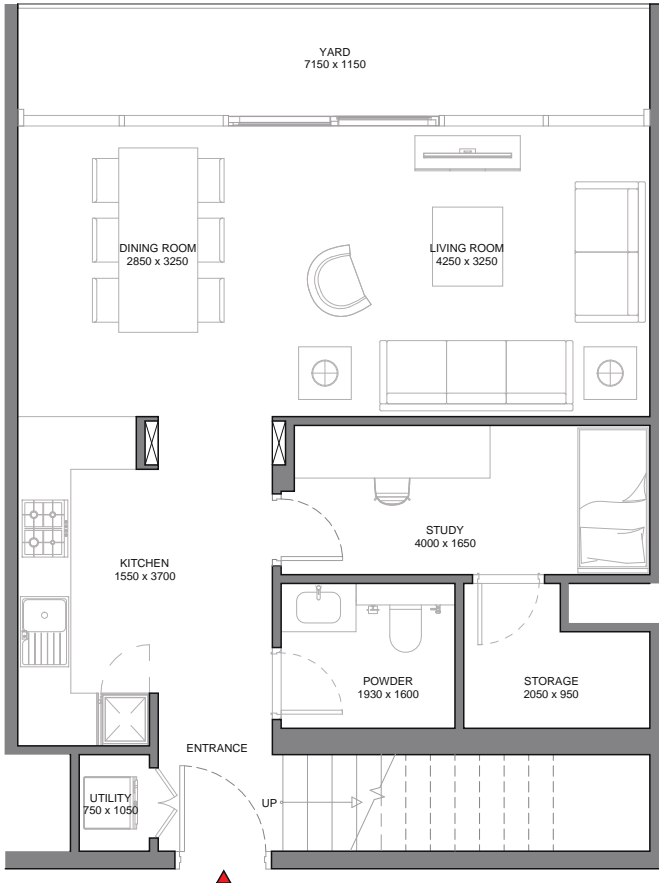 YARD
7150 x 1150
DINING ROOM
2850 x 3250
LIVING ROOM
4250 x 3250
STUDY
4000 x 1650
KITCHEN
1550 x 3700
POWDER
1930 x 1600
STORAGE
2050 x 950
ENTRANCE
UTILITY
750 x 1050
UP